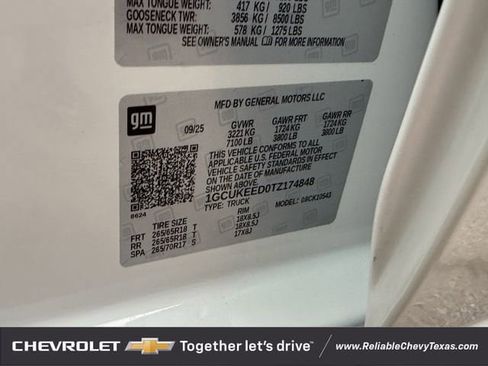 MAX TONGUE WEIGHT: 417 KG / 920 LBS
GOOSENECK TWR: 3856 KG / 8500 LBS
MAX TONGUE WEIGHT: 578 KG / 1275 LBS
SEE OWNER'S MANUAL FOR MORE INFORMATION
gm
MFD BY GENERAL MOTORS LLC
09/25 GVWR GAWR FRT GAWR RR
3221 KG 1724 KG 1724 KG
7100 LB 3800 LB 3800 LB
THIS VEHICLE CONFORMS TO ALL
APPLICABLE U.S. FEDERAL MOTOR
VEHICLE SAFETY STANDARDS IN
EFFECT ON THE DATE OF MANUFACTURE
SHOWN ABOVE.
1GCUKEED0TZ174848
TYPE: TRUCK MODEL: 08CK10543
8624
TIRE SIZE RIM
FRT 265/65R18 T 18X8.5J
RR 265/65R18 T 18X8.5J
SPA 265/70R17 S 17X8J
CHEVROLET Together let's drive™ www.ReliableChevyTexas.com